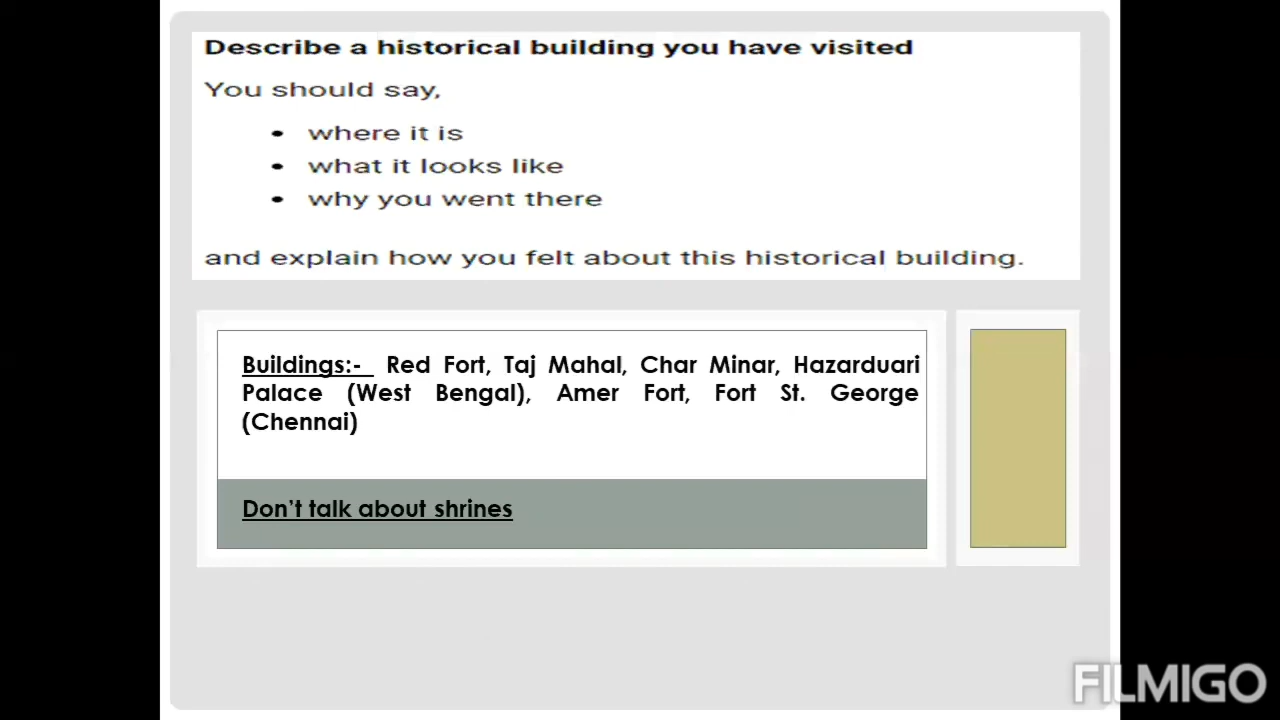 Describe a historical building you have visited
You should say,
• where it is
• what it looks like
• why you went there
and explain how you felt about this historical building.
Buildings:- Red Fort, Taj Mahal, Char Minar, Hazarduari
Palace (West Bengal), Amer Fort, Fort St. George
(Chennai)
Don't talk about shrines
FILMIGO